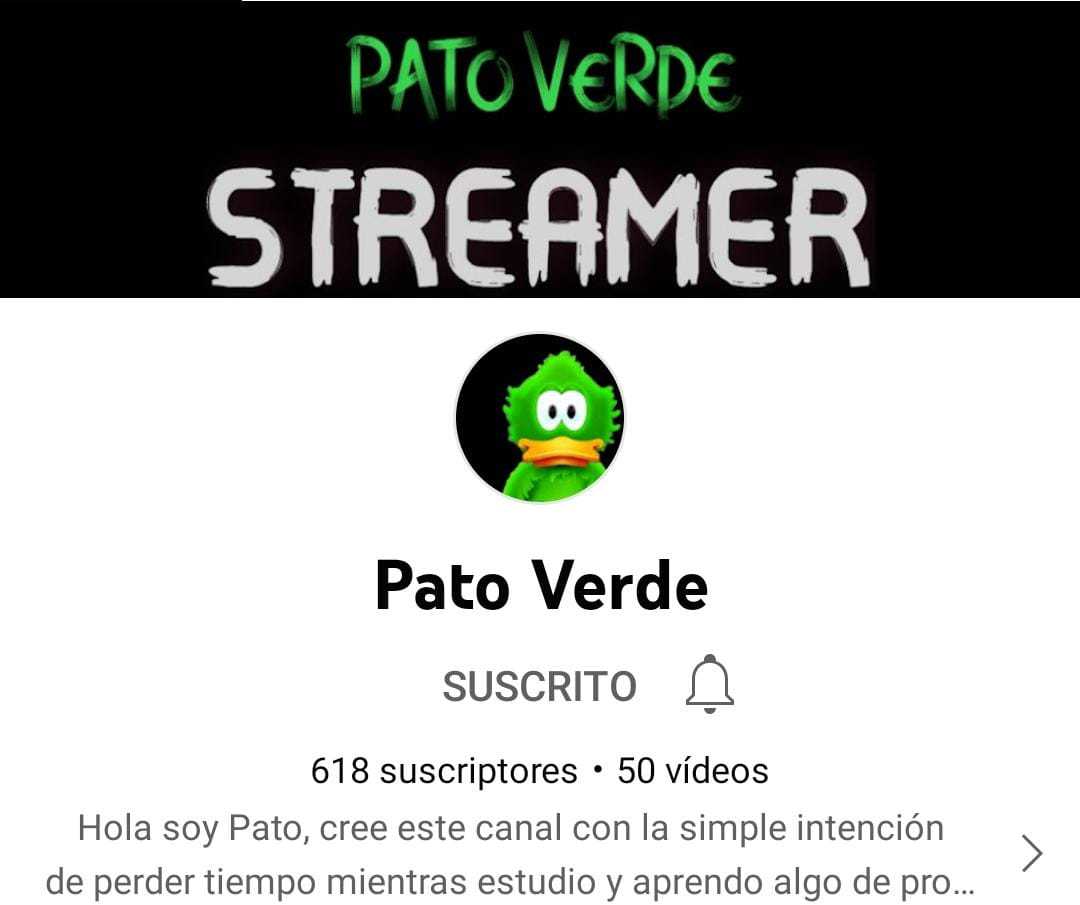 PATO VERDE
STREAMER
Pato Verde
SUSCRITO
618 suscriptores • 50 vídeos
Hola soy Pato, cree este canal con la simple intención
de perder tiempo mientras estudio y aprendo algo de pro...